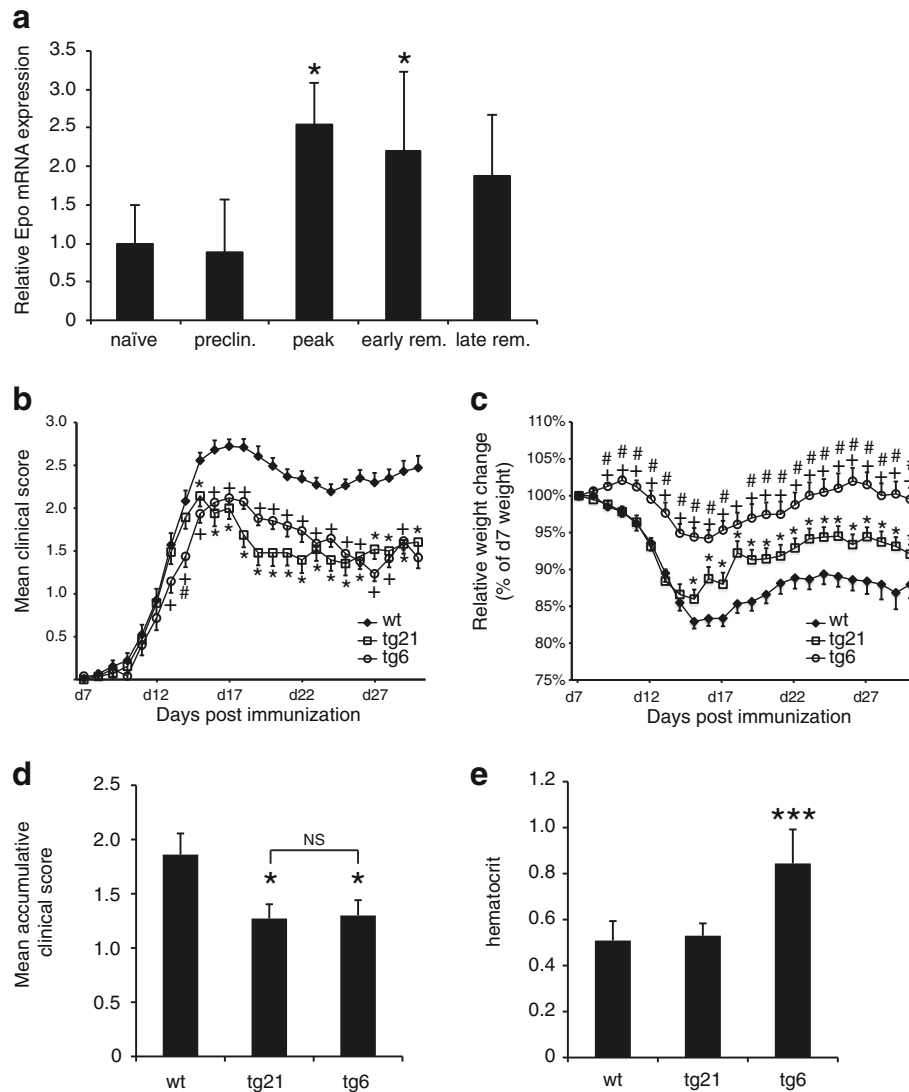 a
Relative Epo mRNA expression
3.5
3.0
2.5
2.0
1.5
1.0
0.5
0
* *
naïve preclin. peak early rem. late rem.
b
Mean clinical score
3.0
2.5
2.0
1.5
1.0
0.5
wt
tg21
tg6
d7 d12 d17 d22 d27
Days post immunization
c
Relative weight change
(% of d7 weight)
110%
105%
100%
95%
90%
85%
80%
75%
wt
tg21
tg6
d7 d12 d17 d22 d27
Days post immunization
d
Mean accumulative
clinical score
2.5
2.0
1.5
1.0
0.5
0
NS
* *
wt tg21 tg6
e
hematocrit
1.2
1.0
0.8
0.6
0.4
0.2
0
***
wt tg21 tg6